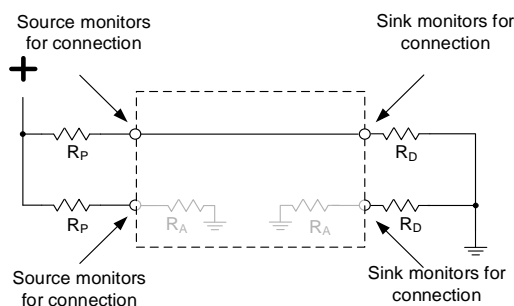 Source monitors
for connection
Sink monitors for
connection
+
RP
RD
RP
RA
RA
RD
Source monitors
for connection
Sink monitors for
connection